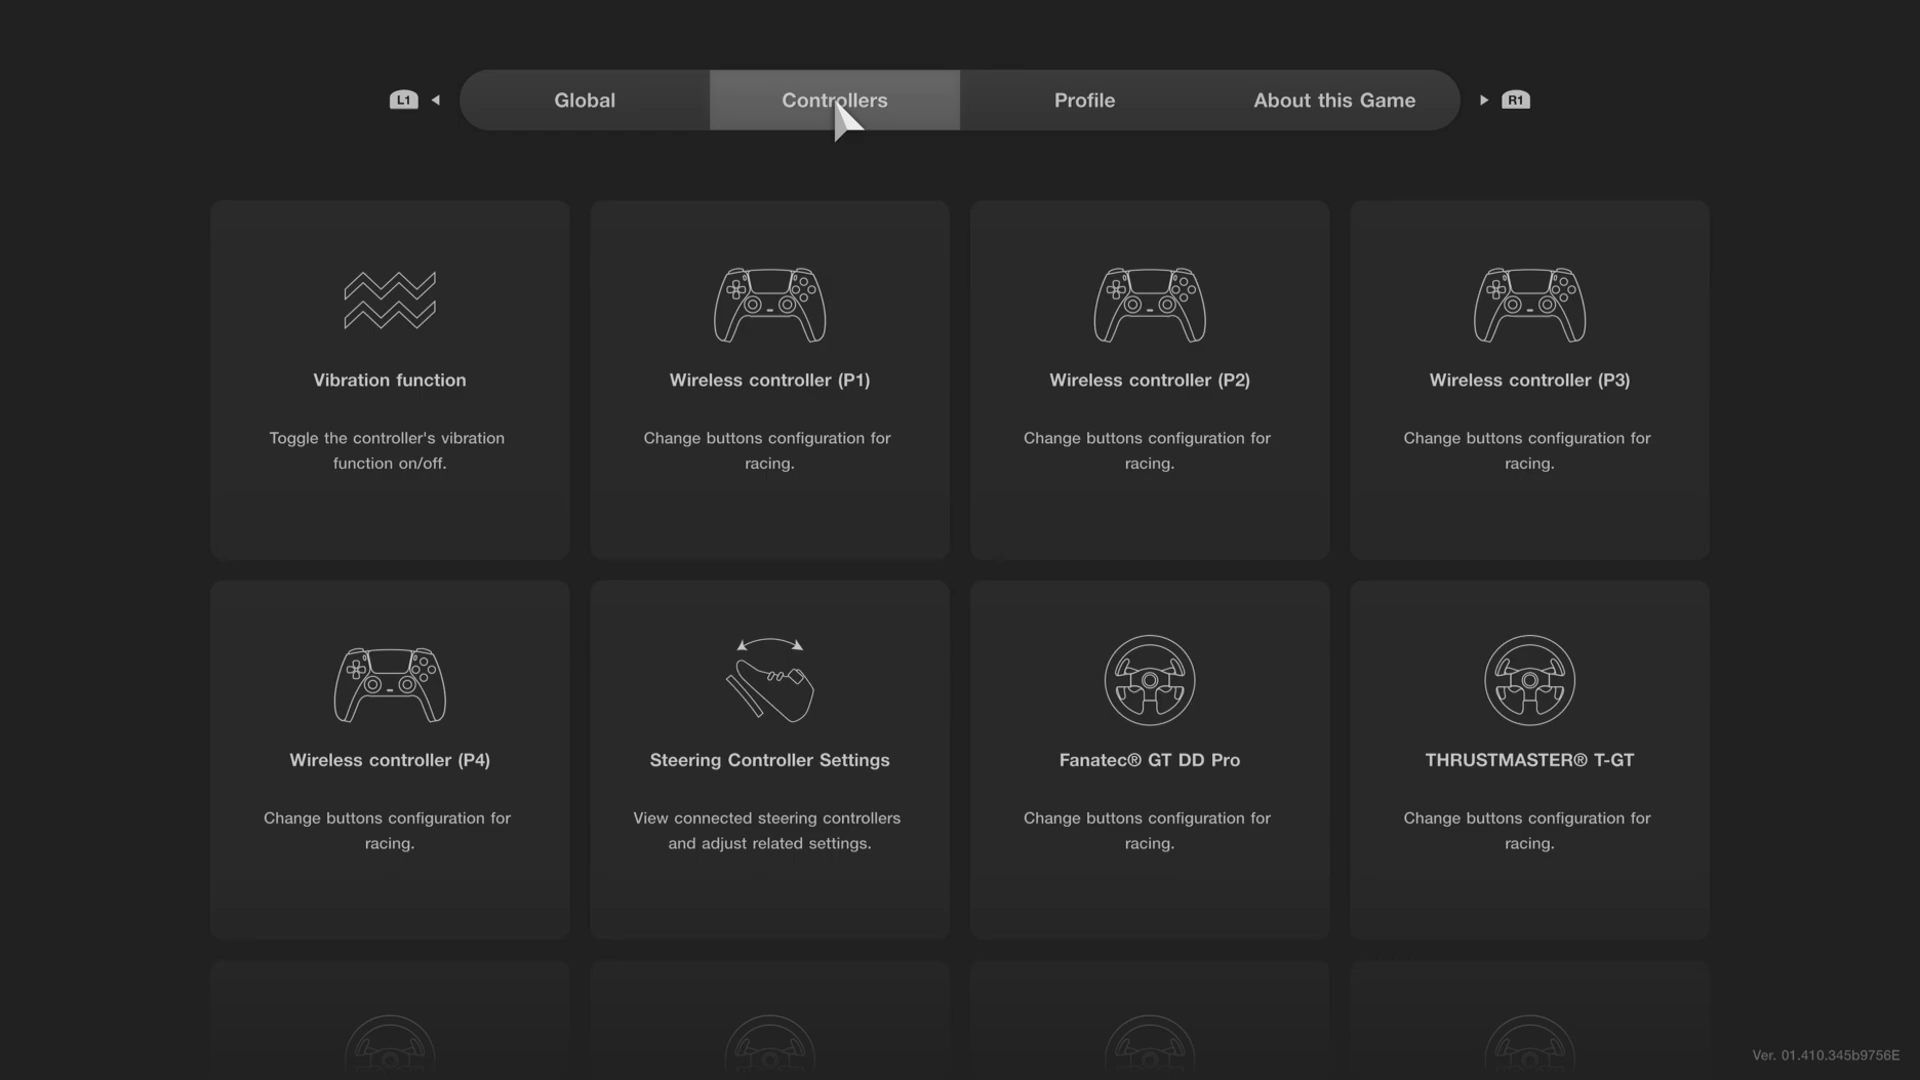 L1
Global
Controllers
Profile
About this Game
R1
Vibration function
Toggle the controller's vibration
function on/off.
Wireless controller (P1)
Change buttons configuration for
racing.
Wireless controller (P2)
Change buttons configuration for
racing.
Wireless controller (P3)
Change buttons configuration for
racing.
Wireless controller (P4)
Change buttons configuration for
racing.
Steering Controller Settings
View connected steering controllers
and adjust related settings.
Fanatec® GT DD Pro
Change buttons configuration for
racing.
THRUSTMASTER® T-GT
Change buttons configuration for
racing.
Ver. 01.410.345b9756E